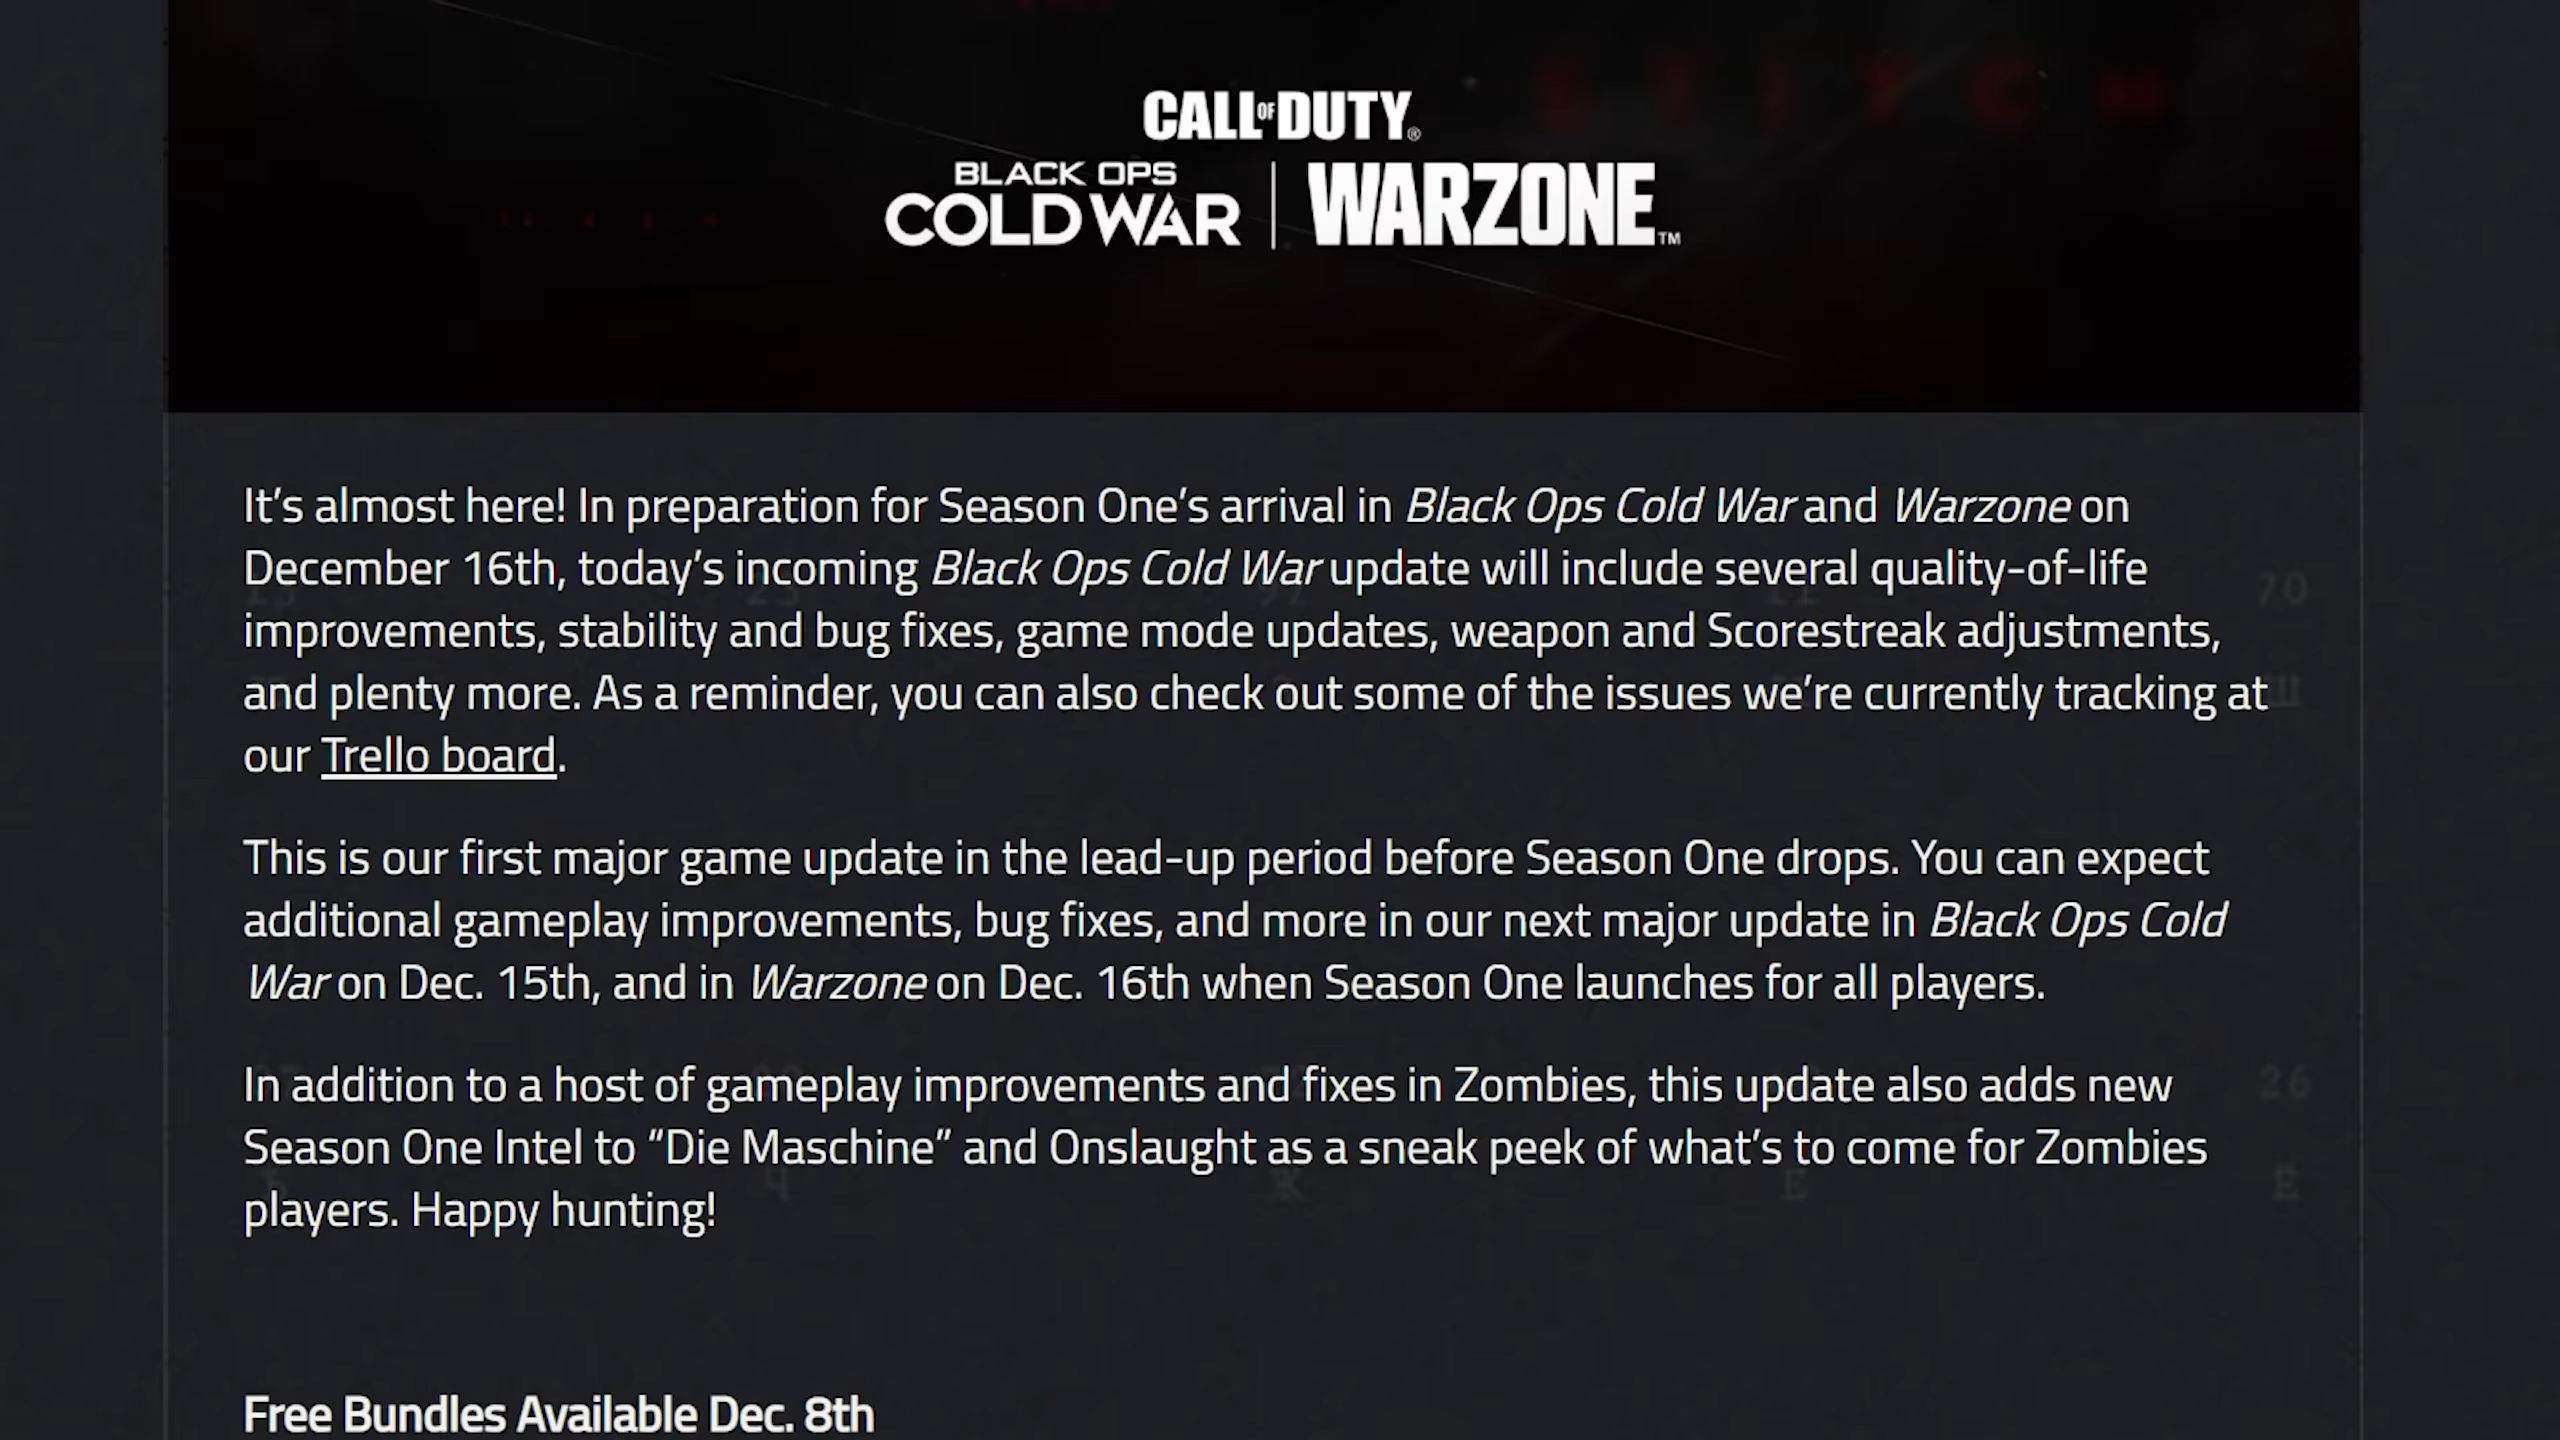 CALL OF DUTY®
BLACK OPS
COLD WAR | WARZONE™
It’s almost here! In preparation for Season One’s arrival in Black Ops Cold War and Warzone on
December 16th, today’s incoming Black Ops Cold War update will include several quality-of-life
improvements, stability and bug fixes, game mode updates, weapon and Scorestreak adjustments,
and plenty more. As a reminder, you can also check out some of the issues we’re currently tracking at
our Trello board.
This is our first major game update in the lead-up period before Season One drops. You can expect
additional gameplay improvements, bug fixes, and more in our next major update in Black Ops Cold
War on Dec. 15th, and in Warzone on Dec. 16th when Season One launches for all players.
In addition to a host of gameplay improvements and fixes in Zombies, this update also adds new
Season One Intel to “Die Maschine” and Onslaught as a sneak peek of what’s to come for Zombies
players. Happy hunting!
Free Bundles Available Dec. 8th
70
26
E
E